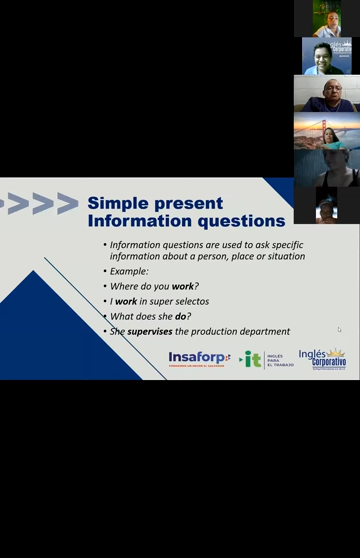 Inglés
Corporativo
>>>>
Simple present
Information questions
• Information questions are used to ask specific
information about a person, place or situation
• Example:
• Where do you work?
• I work in super selectos
• What does she do?
• She supervises the production department
Insaforp
it
INGLÉS
PARA
EL TRABAJO
Inglés
Corporativo